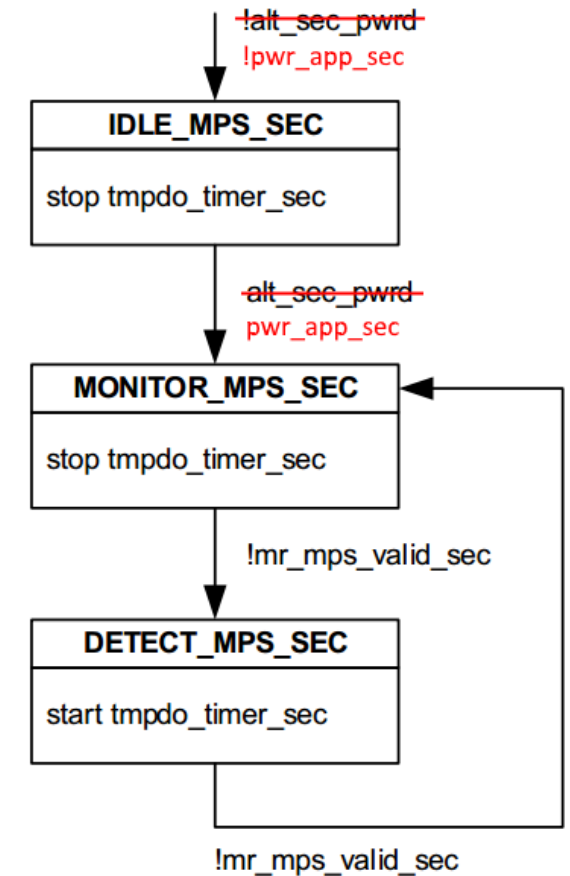 !alt_sec_pwrd
!pwr_app_sec
IDLE_MPS_SEC
stop tmpdo_timer_sec
alt_sec_pwrd
pwr_app_sec
MONITOR_MPS_SEC
stop tmpdo_timer_sec
!mr_mps_valid_sec
DETECT_MPS_SEC
start tmpdo_timer_sec
!mr_mps_valid_sec